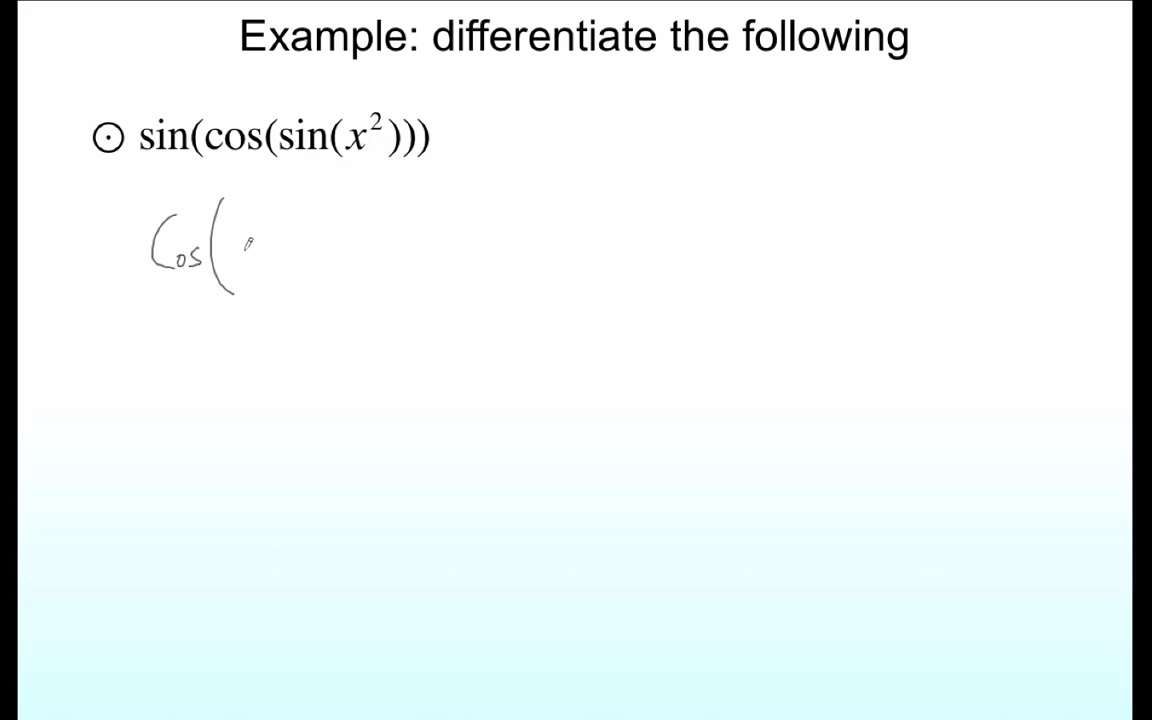 Example: differentiate the following
⊙ sin(cos(sin(x²)))
Cos(